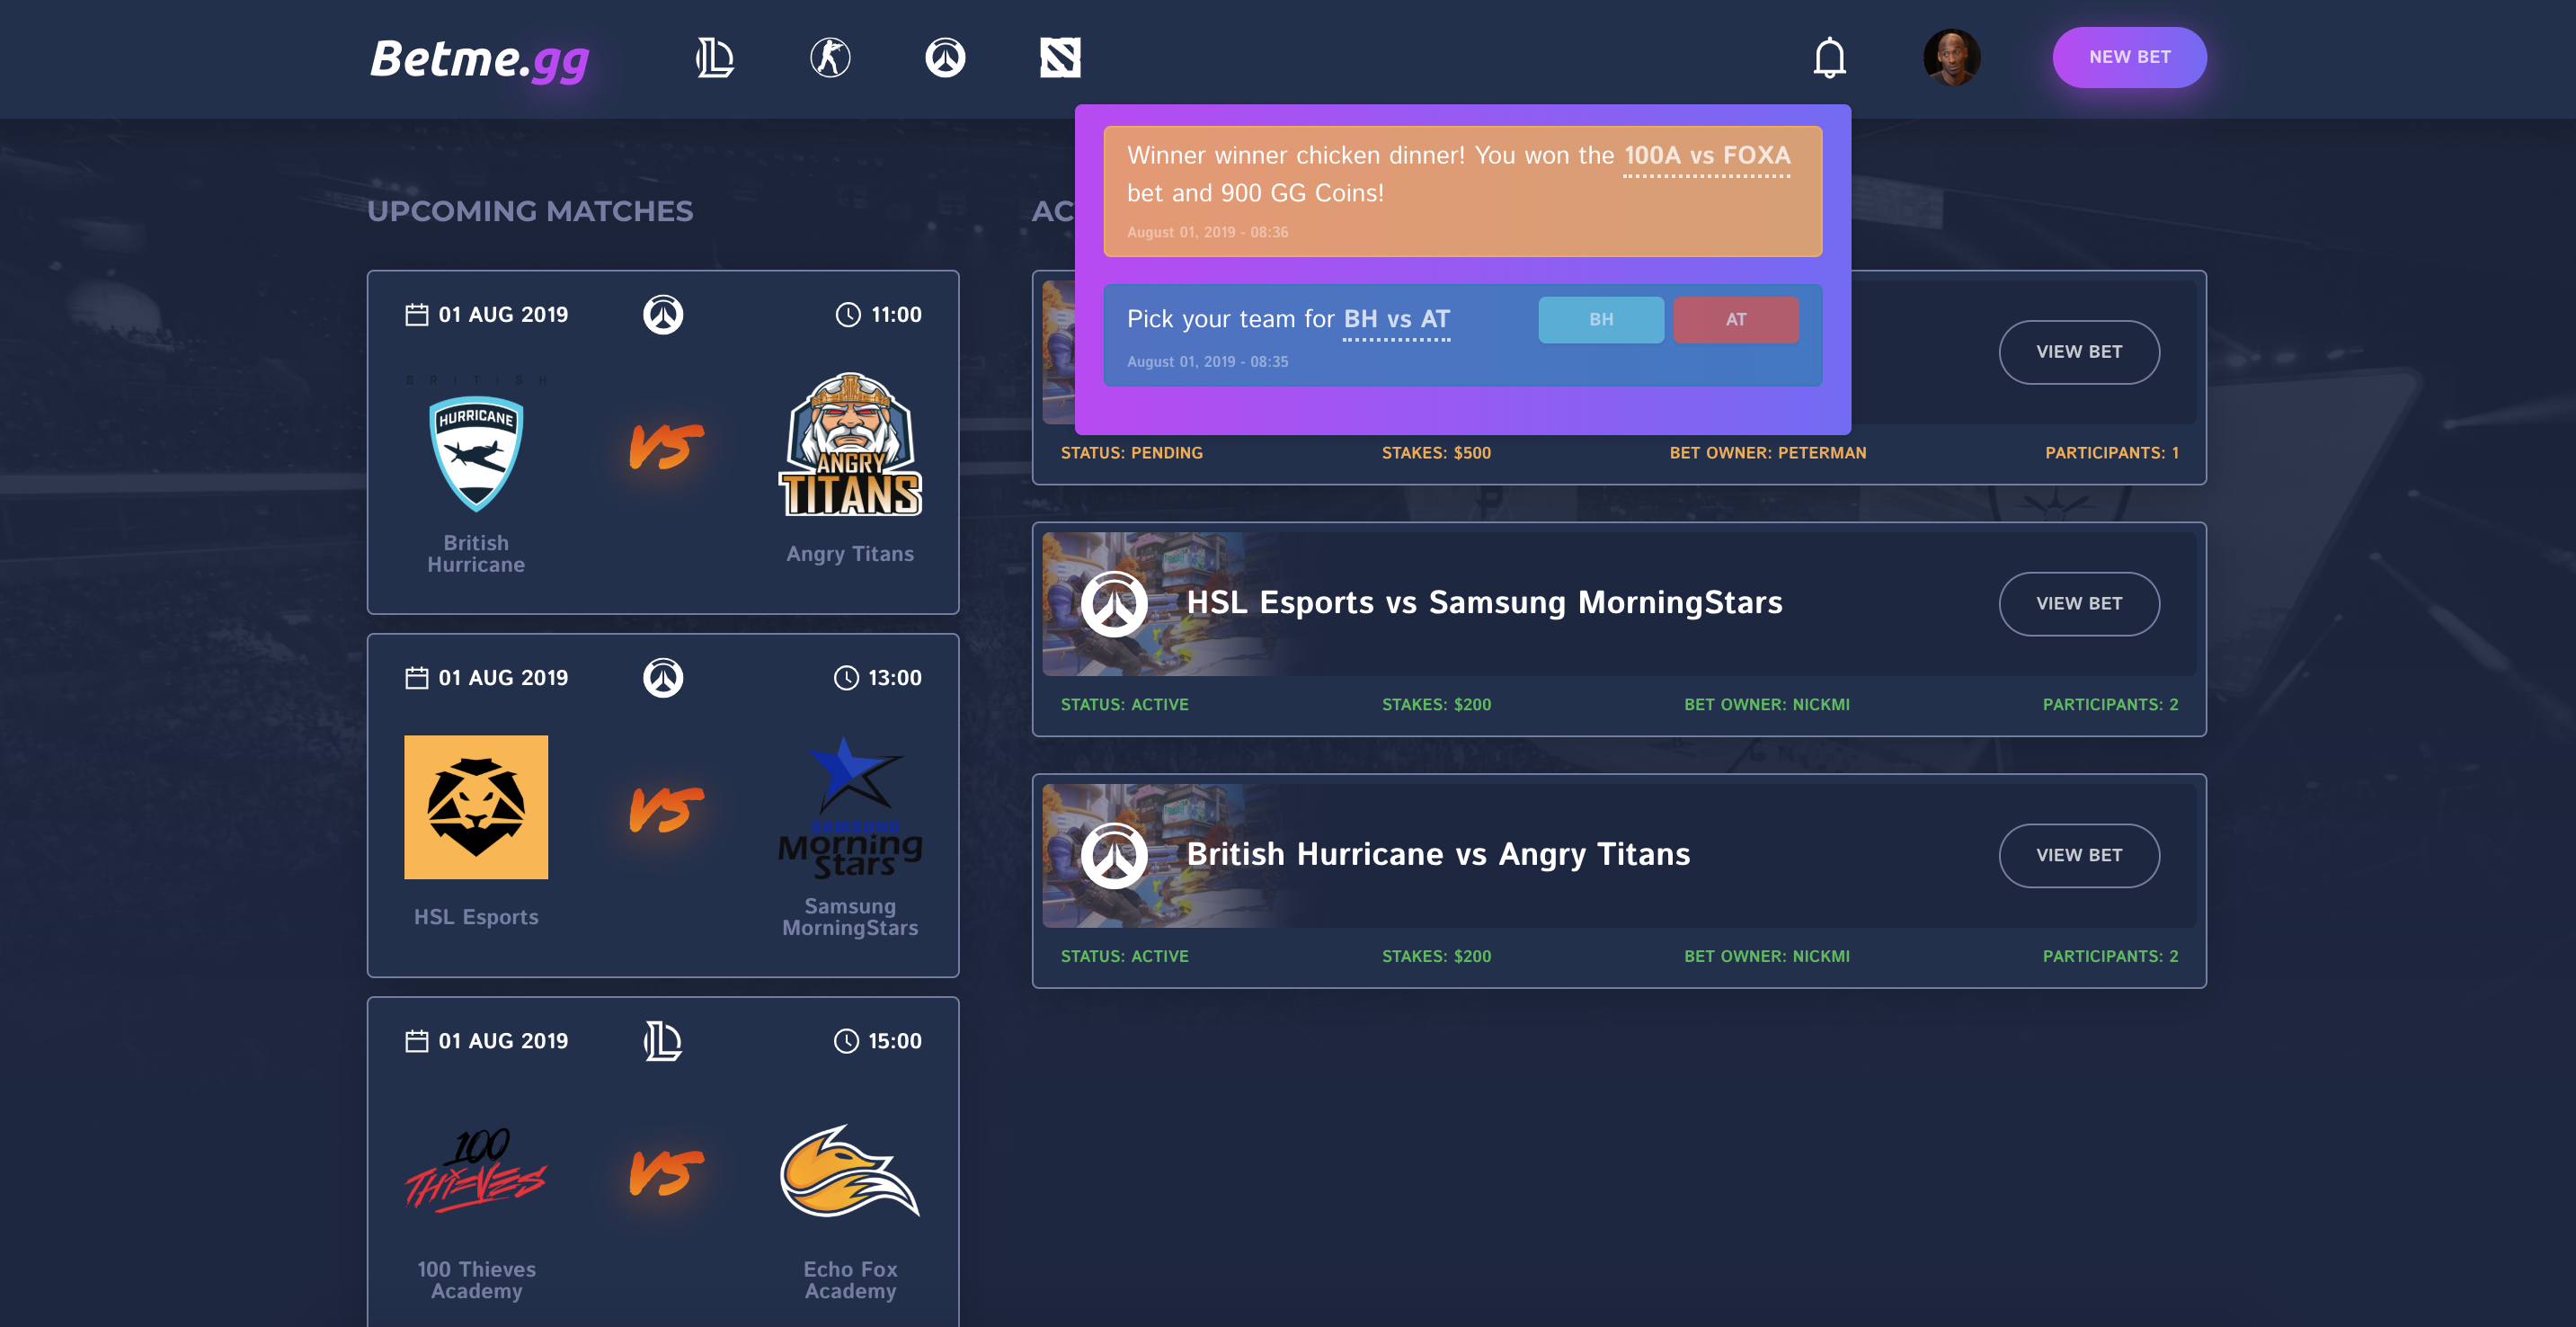 Betme.gg
NEW BET
Winner winner chicken dinner! You won the 100A vs FOXA
bet and 900 GG Coins!
August 01, 2019 - 08:36
Pick your team for BH vs AT
BH
AT
August 01, 2019 - 08:35
UPCOMING MATCHES
01 AUG 2019
11:00
BRITISH
HURRICANE
VS
ANGRY
TITANS
British
Hurricane
Angry Titans
01 AUG 2019
13:00
VS
SAMSUNG
Morning
Stars
HSL Esports
Samsung
MorningStars
01 AUG 2019
15:00
100
THIEVES
VS
100 Thieves
Academy
Echo Fox
Academy
VIEW BET
STATUS: PENDING
STAKES: $500
BET OWNER: PETERMAN
PARTICIPANTS: 1
HSL Esports vs Samsung MorningStars
VIEW BET
STATUS: ACTIVE
STAKES: $200
BET OWNER: NICKMI
PARTICIPANTS: 2
British Hurricane vs Angry Titans
VIEW BET
STATUS: ACTIVE
STAKES: $200
BET OWNER: NICKMI
PARTICIPANTS: 2